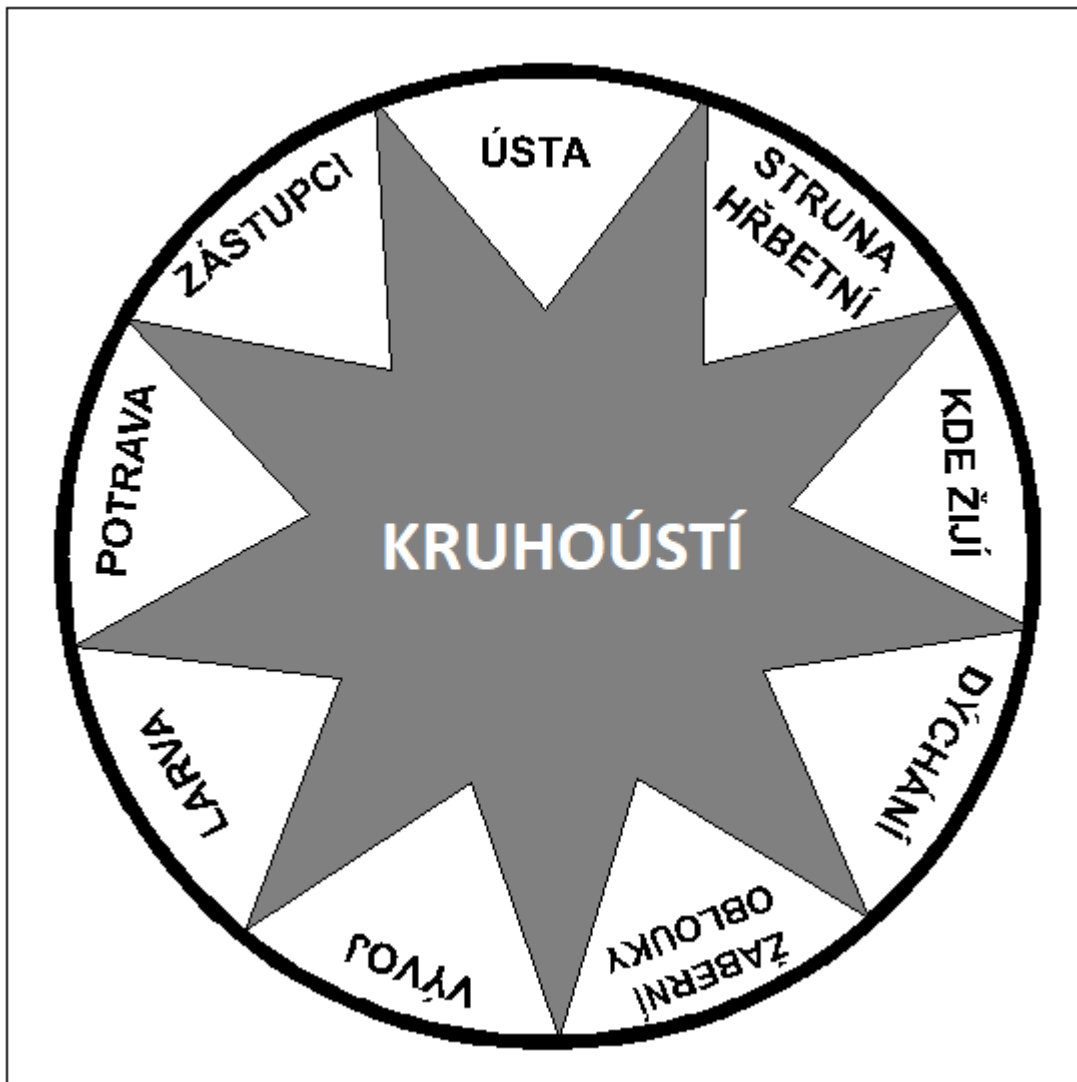 ÚSTA
STRUNA
HŘBETNÍ
KDE ŽIJÍ
DÝCHÁNÍ
ŽABERNÍ
OBLOUKY
VÝVOJ
LARVA
POTRAVA
ZÁSTUPCI
KRUHOÚSTÍ